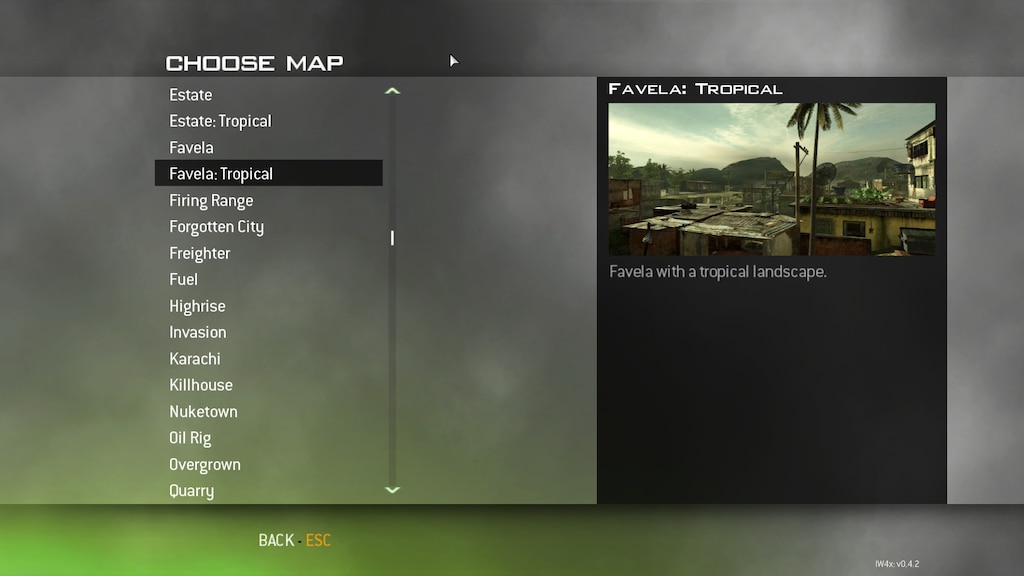 CHOOSE MAP
Estate
Estate: Tropical
Favela
Favela: Tropical
Firing Range
Forgotten City
Freighter
Fuel
Highrise
Invasion
Karachi
Killhouse
Nuketown
Oil Rig
Overgrown
Quarry
FAVELA: TROPICAL
Favela with a tropical landscape.
BACK - ESC
IW4x: v0.4.2